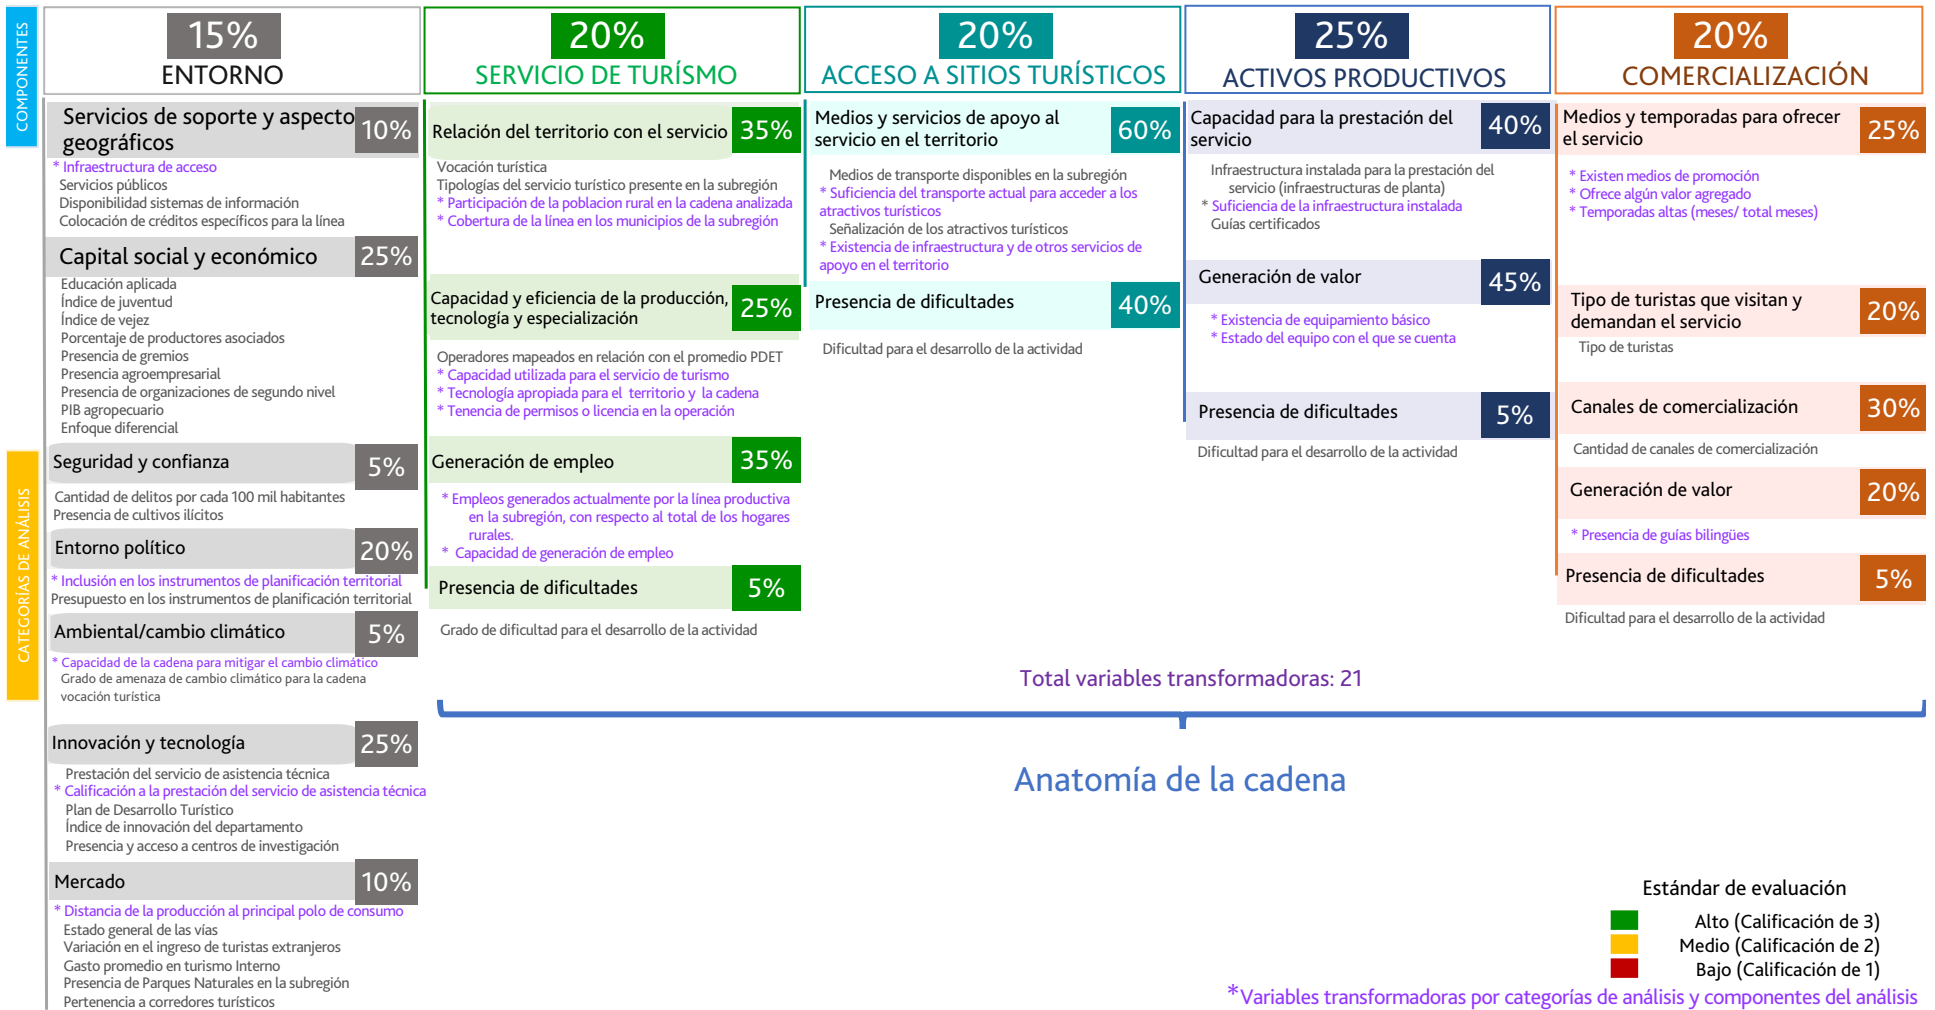 COMPONENTES
CATEGORÍAS DE ANÁLISIS
15%
ENTORNO
Servicios de soporte y aspecto
geográficos
10%
* Infraestructura de acceso
Servicios públicos
Disponibilidad sistemas de información
Colocación de créditos específicos para la línea
Capital social y económico
25%
Educación aplicada
Índice de juventud
Índice de vejez
Porcentaje de productores asociados
Presencia de gremios
Presencia agroempresarial
Presencia de organizaciones de segundo nivel
PIB agropecuario
Enfoque diferencial
Seguridad y confianza
5%
Cantidad de delitos por cada 100 mil habitantes
Presencia de cultivos ilícitos
Entorno político
20%
* Inclusión en los instrumentos de planificación territorial
Presupuesto en los instrumentos de planificación territorial
Ambiental/cambio climático
5%
* Capacidad de la cadena para mitigar el cambio climático
Grado de amenaza de cambio climático para la cadena
vocación turística
Innovación y tecnología
25%
Prestación del servicio de asistencia técnica
* Calificación a la prestación del servicio de asistencia técnica
Plan de Desarrollo Turístico
Índice de innovación del departamento
Presencia y acceso a centros de investigación
Mercado
10%
* Distancia de la producción al principal polo de consumo
Estado general de las vías
Variación en el ingreso de turistas extranjeros
Gasto promedio en turismo Interno
Presencia de Parques Naturales en la subregión
Pertenencia a corredores turísticos
20%
SERVICIO DE TURÍSMO
Relación del territorio con el servicio
35%
Vocación turística
Tipologías del servicio turístico presente en la subregión
* Participación de la poblacion rural en la cadena analizada
* Cobertura de la línea en los municipios de la subregión
Capacidad y eficiencia de la producción,
tecnología y especialización
25%
Operadores mapeados en relación con el promedio PDET
* Capacidad utilizada para el servicio de turismo
* Tecnología apropiada para el territorio y la cadena
* Tenencia de permisos o licencia en la operación
Generación de empleo
35%
* Empleos generados actualmente por la línea productiva
en la subregión, con respecto al total de los hogares
rurales.
* Capacidad de generación de empleo
Presencia de dificultades
5%
Grado de dificultad para el desarrollo de la actividad
20%
ACCESO A SITIOS TURÍSTICOS
Medios y servicios de apoyo al
servicio en el territorio
60%
Medios de transporte disponibles en la subregión
* Suficiencia del transporte actual para acceder a los
atractivos turísticos
Señalización de los atractivos turísticos
* Existencia de infraestructura y de otros servicios de
apoyo en el territorio
Presencia de dificultades
40%
Dificultad para el desarrollo de la actividad
25%
ACTIVOS PRODUCTIVOS
Capacidad para la prestación del
servicio
40%
Infraestructura instalada para la prestación del
servicio (infraestructuras de planta)
* Suficiencia de la infraestructura instalada
Guías certificados
Generación de valor
45%
* Existencia de equipamiento básico
* Estado del equipo con el que se cuenta
Presencia de dificultades
5%
Dificultad para el desarrollo de la actividad
20%
COMERCIALIZACIÓN
Medios y temporadas para ofrecer
el servicio
25%
* Existen medios de promoción
* Ofrece algún valor agregado
* Temporadas altas (meses/ total meses)
Tipo de turistas que visitan y
demandan el servicio
20%
Tipo de turistas
Canales de comercialización
30%
Cantidad de canales de comercialización
Generación de valor
20%
* Presencia de guías bilingües
Presencia de dificultades
5%
Dificultad para el desarrollo de la actividad
Total variables transformadoras: 21
Anatomía de la cadena
Estándar de evaluación
Alto (Calificación de 3)
Medio (Calificación de 2)
Bajo (Calificación de 1)
*Variables transformadoras por categorías de análisis y componentes del análisis